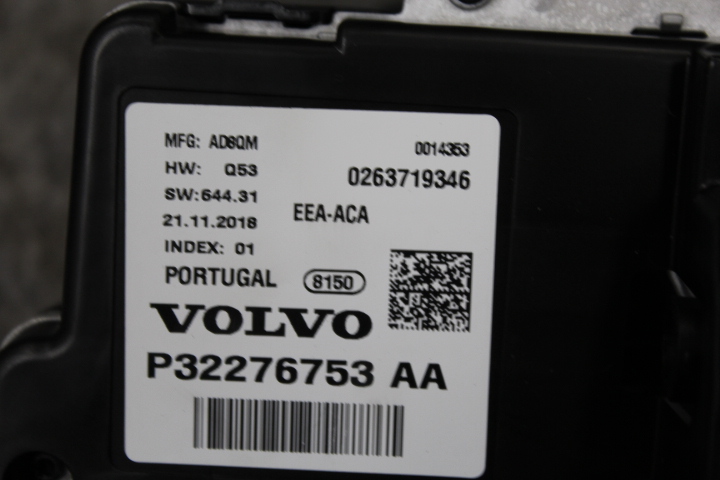 MFG: AD8QM
0014353
HW: Q53
0263719346
SW:644.31
21.11.2018
EEA-ACA
INDEX: 01
PORTUGAL
8150
VOLVO
P32276753 AA